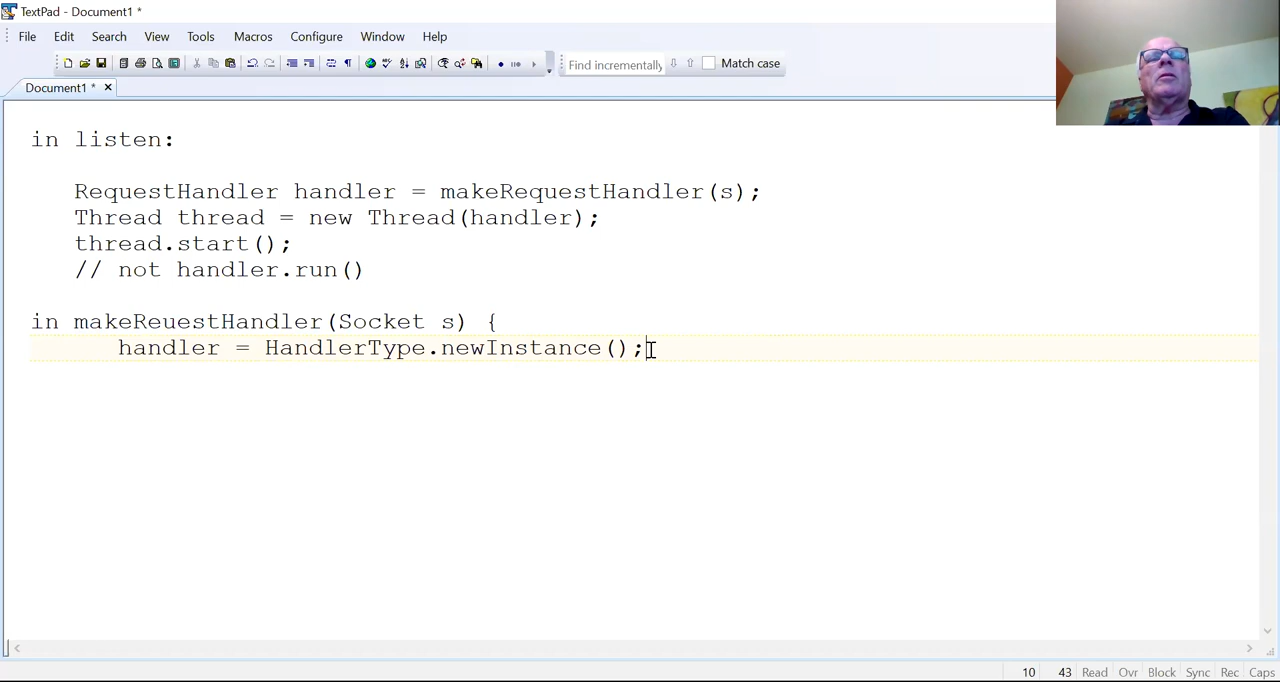 TextPad - Document1 *
File Edit Search View Tools Macros Configure Window Help
Find incrementally Match case
Document1 *
in listen:
RequestHandler handler = makeRequestHandler(s);
Thread thread = new Thread(handler);
thread.start();
// not handler.run()
in makeReuestHandler(Socket s) {
handler = HandlerType.newInstance();
10 43 Read Ovr Block Sync Rec Caps